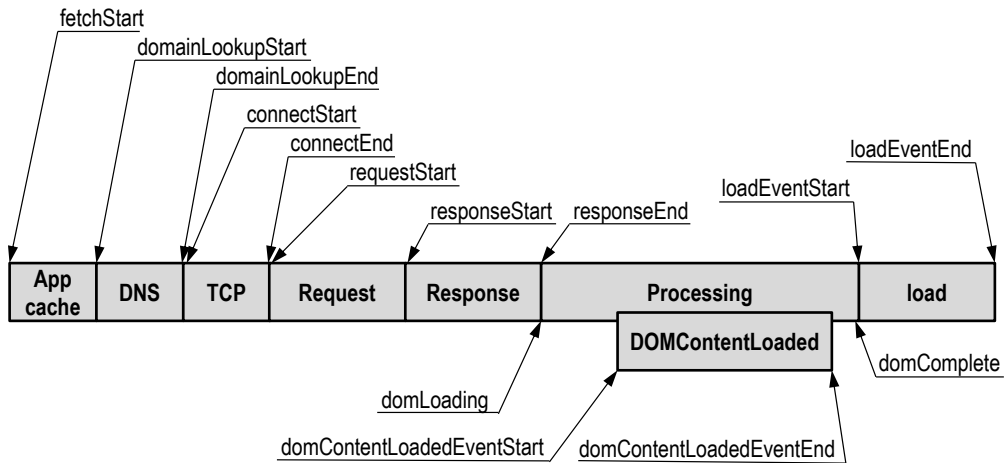 fetchStart
domainLookupStart
domainLookupEnd
connectStart
connectEnd
requestStart
responseStart
responseEnd
loadEventStart
loadEventEnd
App
cache
DNS
TCP
Request
Response
Processing
load
DOMContentLoaded
domComplete
domLoading
domContentLoadedEventStart
domContentLoadedEventEnd